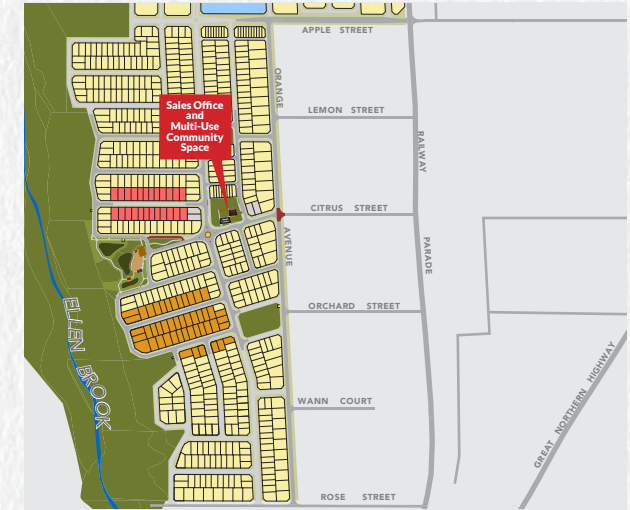 APPLE STREET
ORANGE
LEMON STREET
Sales Office
and
Multi-Use
Community
Space
RAILWAY
CITRUS STREET
AVENUE
PARADE
ORCHARD STREET
ELLEN BROOK
WANN COURT
GREAT NORTHERN HIGHWAY
ROSE STREET